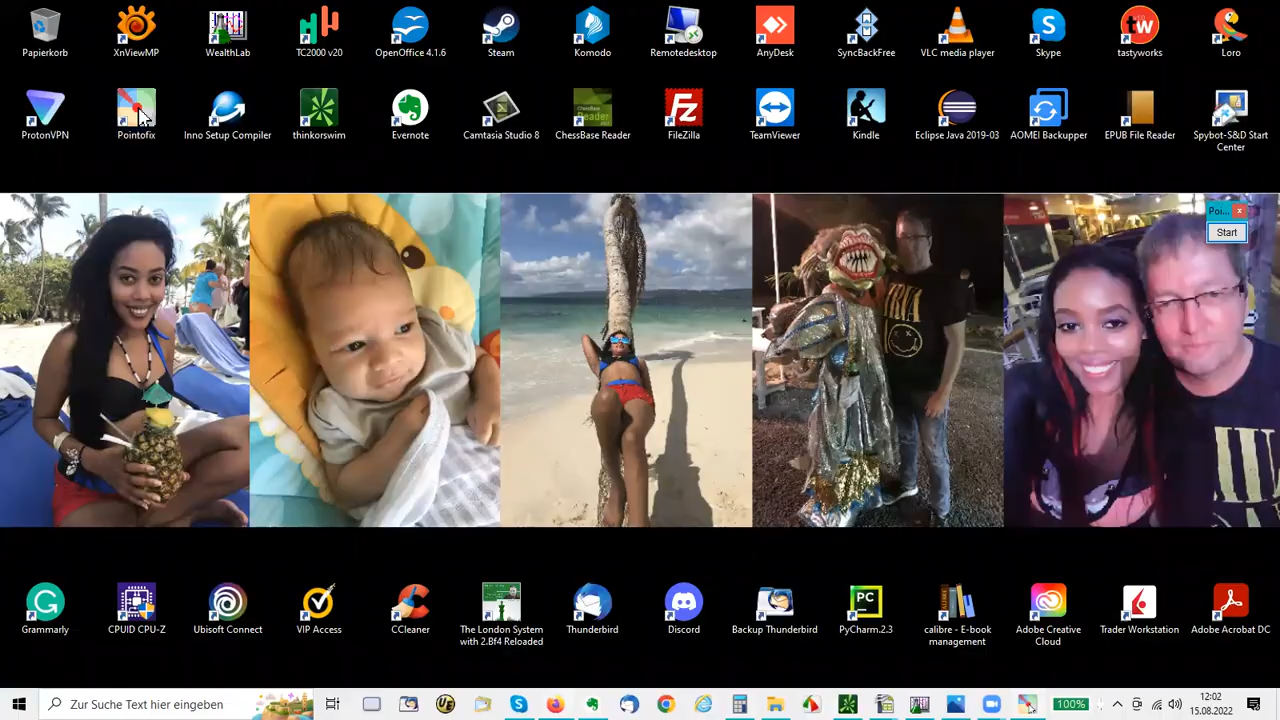 Papierkorb
XnViewMP
WealthLab
TC2000 v20
OpenOffice 4.1.6
Steam
Komodo
Remotedesktop
AnyDesk
SyncBackFree
VLC media player
Skype
tastyworks
Loro
ProtonVPN
Pointofix
Inno Setup Compiler
thinkorswim
Evernote
Camtasia Studio 8
ChessBase Reader
FileZilla
TeamViewer
Kindle
Eclipse Java 2019-03
AOMEI Backupper
EPUB File Reader
Spybot-S&D Start
Center
Poi...
Start
Grammarly
CPUID CPU-Z
Ubisoft Connect
VIP Access
CCleaner
The London System
with 2.Bf4 Reloaded
Thunderbird
Discord
Backup Thunderbird
PyCharm.2.3
calibre - E-book
management
Adobe Creative
Cloud
Trader Workstation
Adobe Acrobat DC
Zur Suche Text hier eingeben
100%
12:02
15.08.2022